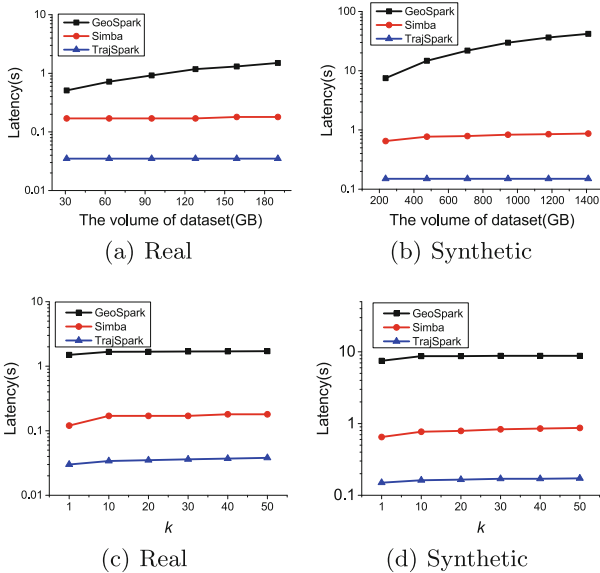 GeoSpark
Simba
TrajSpark
Latency(s)
10
1
0.1
0.01
30 60 90 120 150 180
The volume of dataset(GB)
(a) Real
GeoSpark
Simba
TrajSpark
Latency(s)
100
10
1
0.1
200 400 600 800 1000 1200 1400
The volume of dataset(GB)
(b) Synthetic
GeoSpark
Simba
TrajSpark
Latency(s)
10
1
0.1
0.01
1 10 20 30 40 50
k
(c) Real
GeoSpark
Simba
TrajSpark
Latency(s)
10
1
0.1
1 10 20 30 40 50
k
(d) Synthetic